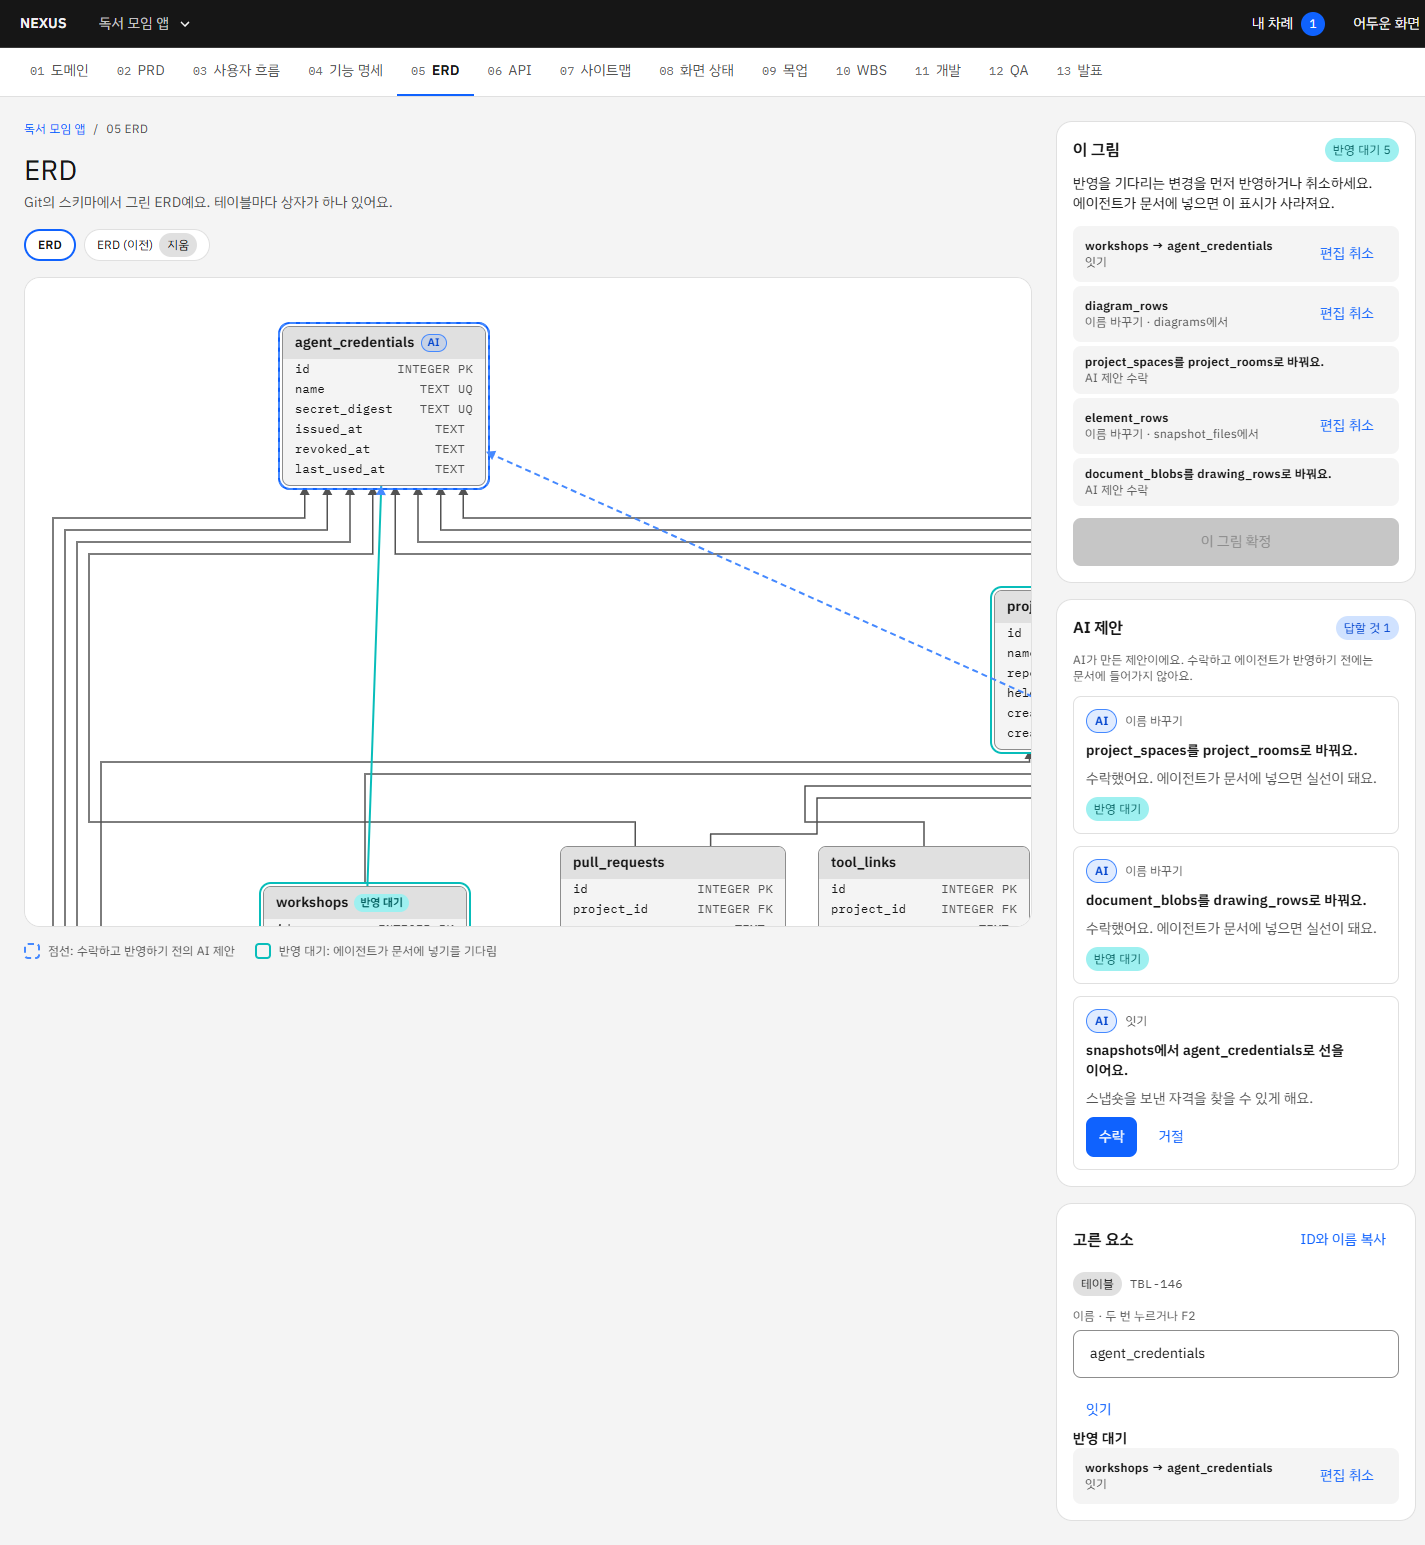 NEXUS 독서 모임 앱 내 차례 1 어두운 화면
01 도메인 02 PRD 03 사용자 흐름 04 기능 명세 05 ERD 06 API 07 사이트맵 08 화면 상태 09 목업 10 WBS 11 개발 12 QA 13 발표
독서 모임 앱 / 05 ERD
ERD
Git의 스키마에서 그린 ERD예요. 테이블마다 상자가 하나 있어요.
ERD ERD (이전) 지움
agent_credentials AI
id INTEGER PK
name TEXT UQ
secret_digest TEXT UQ
issued_at TEXT
revoked_at TEXT
last_used_at TEXT
proj
id
name
repo
held
crea
crea
pull_requests
id INTEGER PK
project_id INTEGER FK
tool_links
id INTEGER PK
project_id INTEGER FK
workshops 반영 대기
점선: 수락하고 반영하기 전의 AI 제안 반영 대기: 에이전트가 문서에 넣기를 기다림
이 그림 반영 대기 5
반영을 기다리는 변경을 먼저 반영하거나 취소하세요.
에이전트가 문서에 넣으면 이 표시가 사라져요.
workshops → agent_credentials
잇기
편집 취소
diagram_rows
이름 바꾸기 · diagrams에서
편집 취소
project_spaces를 project_rooms로 바꿔요.
AI 제안 수락
element_rows
이름 바꾸기 · snapshot_files에서
편집 취소
document_blobs를 drawing_rows로 바꿔요.
AI 제안 수락
이 그림 확정
AI 제안 답할 것 1
AI가 만든 제안이에요. 수락하고 에이전트가 반영하기 전에는
문서에 들어가지 않아요.
AI 이름 바꾸기
project_spaces를 project_rooms로 바꿔요.
수락했어요. 에이전트가 문서에 넣으면 실선이 돼요.
반영 대기
AI 이름 바꾸기
document_blobs를 drawing_rows로 바꿔요.
수락했어요. 에이전트가 문서에 넣으면 실선이 돼요.
반영 대기
AI 잇기
snapshots에서 agent_credentials로 선을
이어요.
스냅숏을 보낸 자격을 찾을 수 있게 해요.
수락 거절
고른 요소 ID와 이름 복사
테이블 TBL-146
이름 · 두 번 누르거나 F2
agent_credentials
잇기
반영 대기
workshops → agent_credentials
잇기
편집 취소